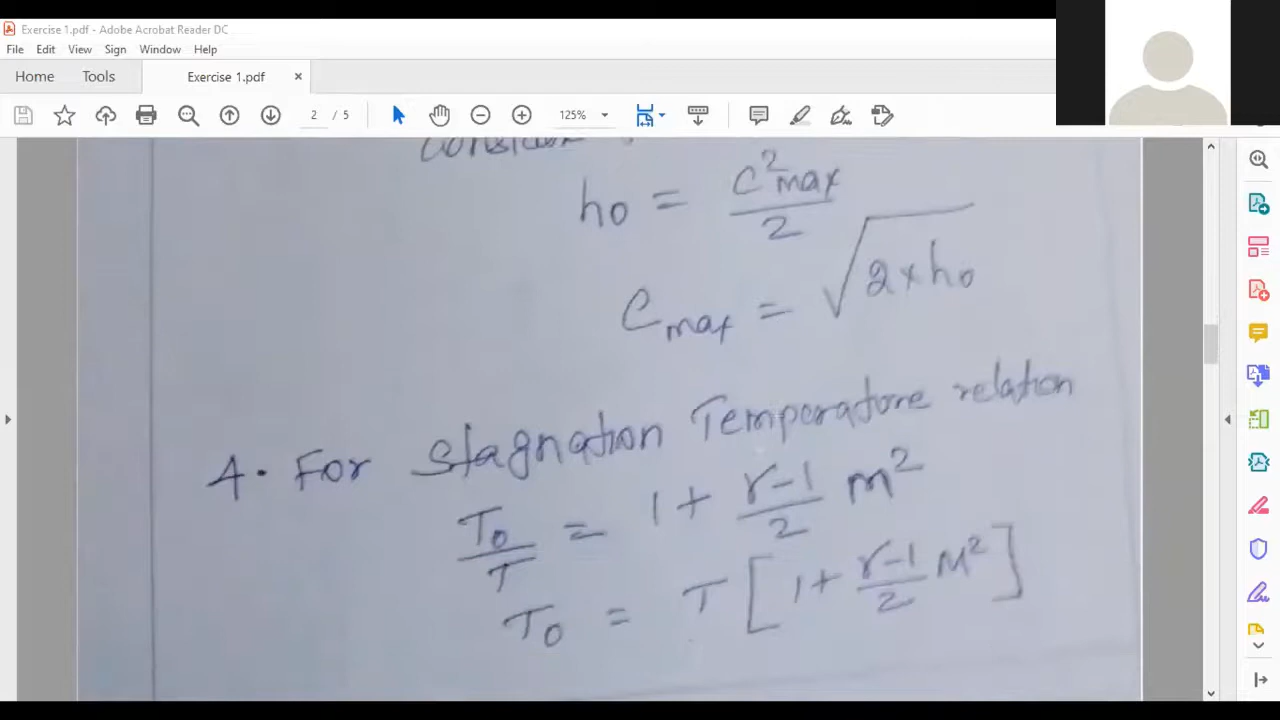 Exercise 1.pdf - Adobe Acrobat Reader DC
File Edit View Sign Window Help
Home Tools Exercise 1.pdf ×
2 / 5 125%
h0 = C²max / 2
Cmax = √(2 × h0)
4. For Stagnation Temperature relation
T0 / T = 1 + (γ-1) / 2 M²
T0 = T [1 + (γ-1) / 2 M²]